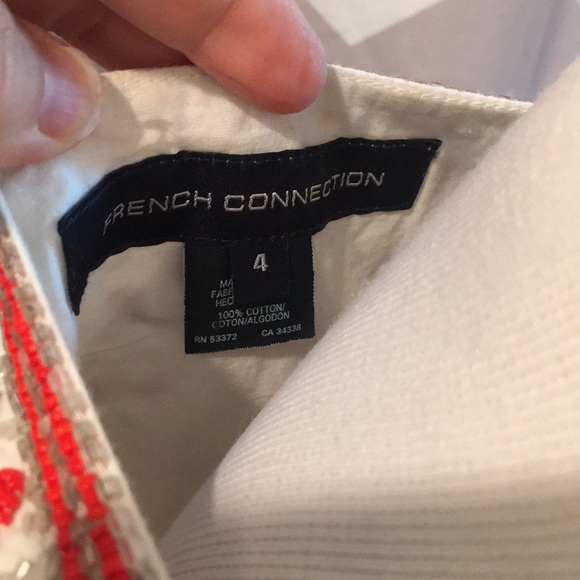 FRENCH CONNECTION
4
100% COTTON/
COTON/ALGODON
RN 53372 CA 34338